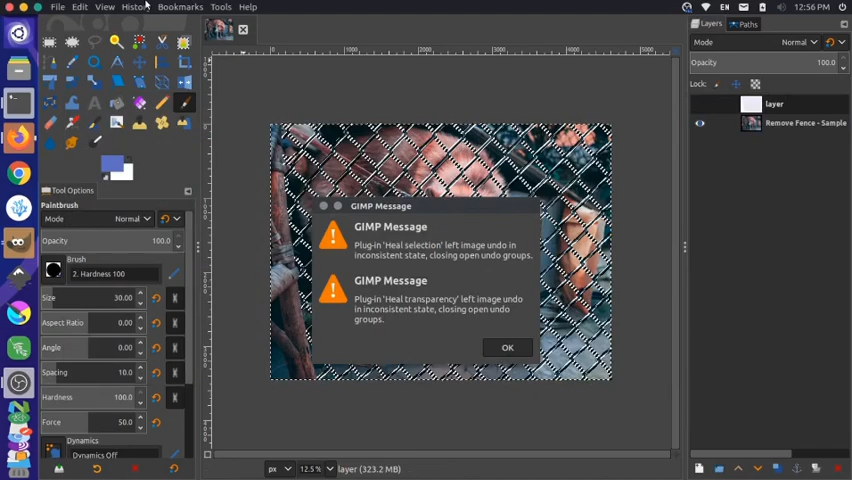 File Edit View History Bookmarks Tools Help
en
12:56 PM
Layers Paths
Mode Normal
Opacity 100.0
Lock:
layer
Remove Fence - Sample
1000 2000 3000 4000 5000
Tool Options
Paintbrush
Mode Normal
Opacity 100.0
Brush
2. Hardness 100
Size 30.00
Aspect Ratio 0.00
Angle 0.00
Spacing 10.0
Hardness 100.0
Force 50.0
Dynamics
Dynamics Off
GIMP Message
GIMP Message
Plug-in 'Heal selection' left image undo in
inconsistent state, closing open undo groups.
GIMP Message
Plug-in 'Heal transparency' left image undo
in inconsistent state, closing open undo
groups.
OK
px 12.5% layer (323.2 MB)